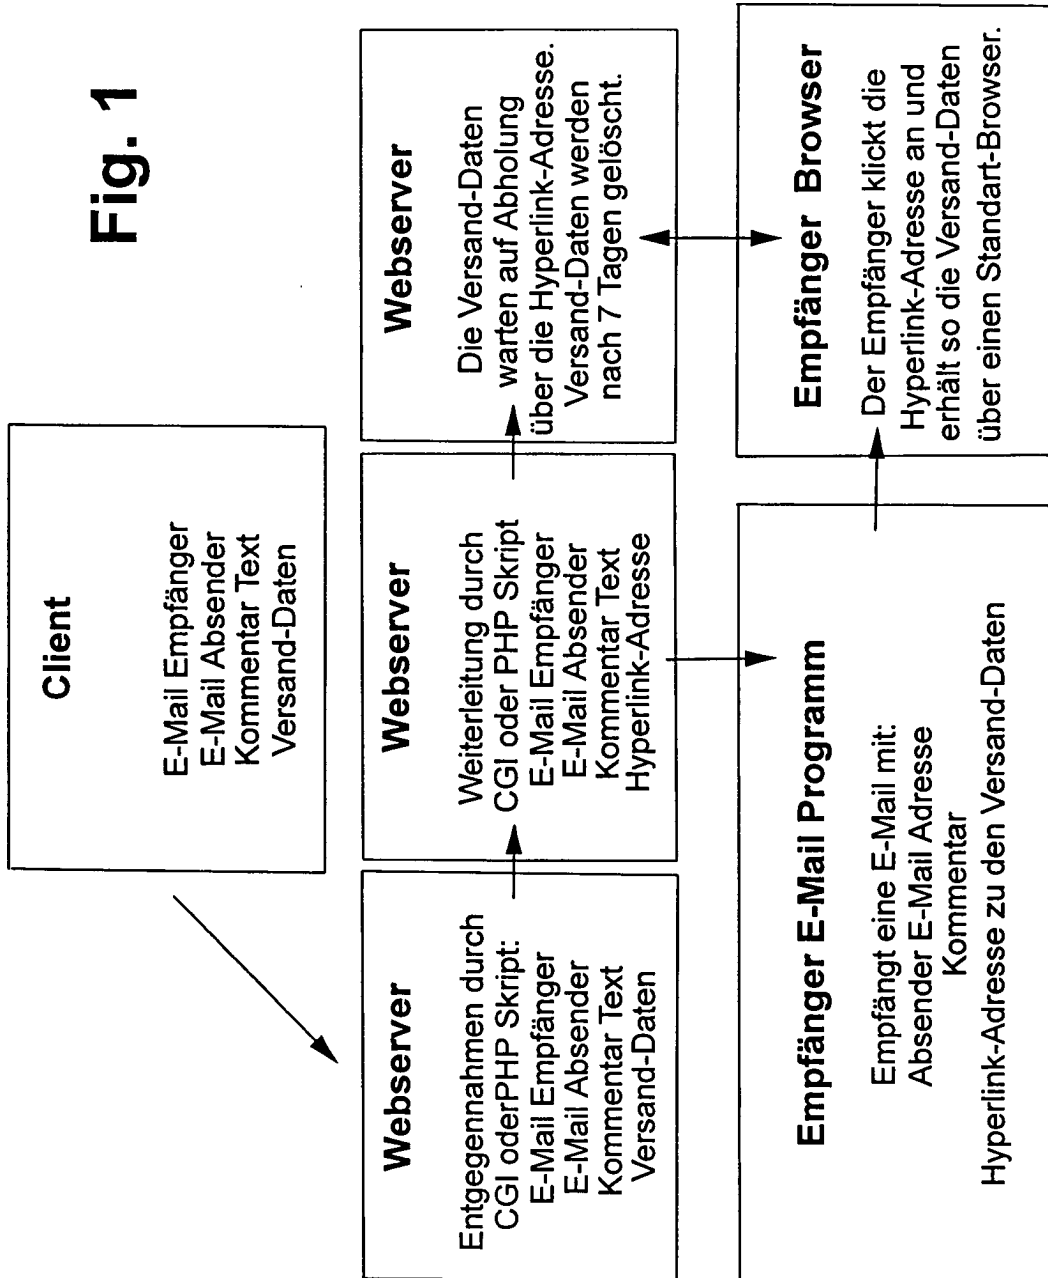 Fig. 1
Client
E-Mail Empfänger
E-Mail Absender
Kommentar Text
Versand-Daten
Webserver
Entgegennahmen durch
CGI oderPHP Skript:
E-Mail Empfänger
E-Mail Absender
Kommentar Text
Versand-Daten
Webserver
Weiterleitung durch
CGI oder PHP Skript
E-Mail Empfänger
E-Mail Absender
Kommentar Text
Hyperlink-Adresse
Webserver
Die Versand-Daten
warten auf Abholung
über die Hyperlink-Adresse.
Versand-Daten werden
nach 7 Tagen gelöscht.
Empfänger E-Mail Programm
Empfängt eine E-Mail mit:
Absender E-Mail Adresse
Kommentar
Hyperlink-Adresse zu den Versand-Daten
Empfänger Browser
Der Empfänger klickt die
Hyperlink-Adresse an und
erhält so die Versand-Daten
über einen Standart-Browser.